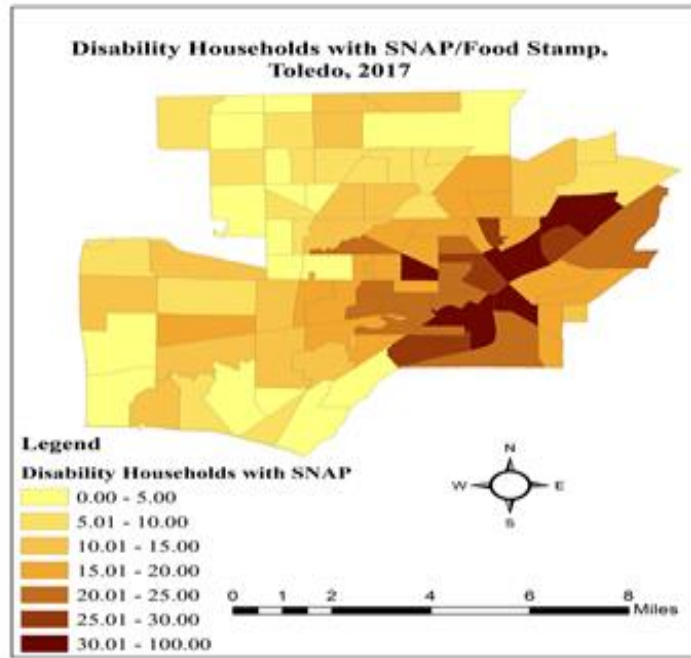 Disability Households with SNAP/Food Stamp,
Toledo, 2017
Legend
Disability Households with SNAP
0.00 - 5.00
5.01 - 10.00
10.01 - 15.00
15.01 - 20.00
20.01 - 25.00
25.01 - 30.00
30.01 - 100.00
N
W E
S
0 1 2 4 6 8
Miles